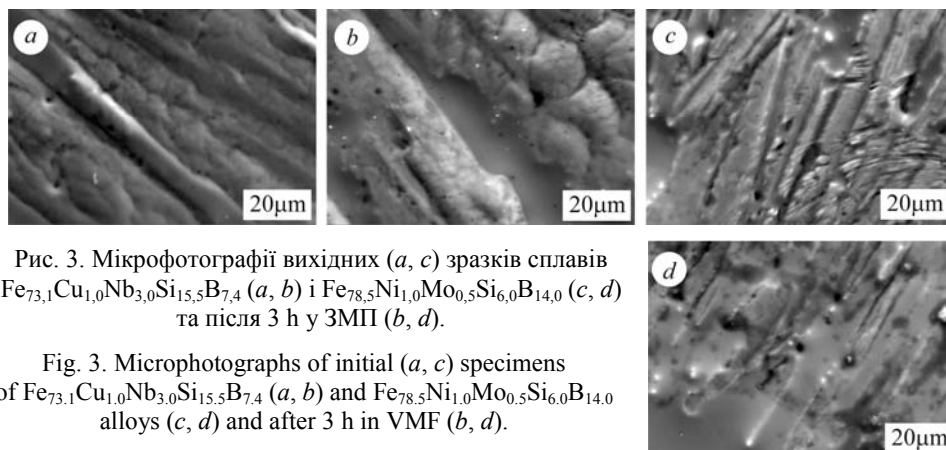 a
20μm
b
20μm
c
20μm
Рис. 3. Мікрофотографії вихідних (a, c) зразків сплавів
Fe73,1Cu1,0Nb3,0Si15,5B7,4 (a, b) і Fe78,5Ni1,0Mo0,5Si6,0B14,0 (c, d)
та після 3 h у ЗМП (b, d).
Fig. 3. Microphotographs of initial (a, c) specimens
of Fe73.1Cu1.0Nb3.0Si15.5B7.4 (a, b) and Fe78.5Ni1.0Mo0.5Si6.0B14.0
alloys (c, d) and after 3 h in VMF (b, d).
d
20μm